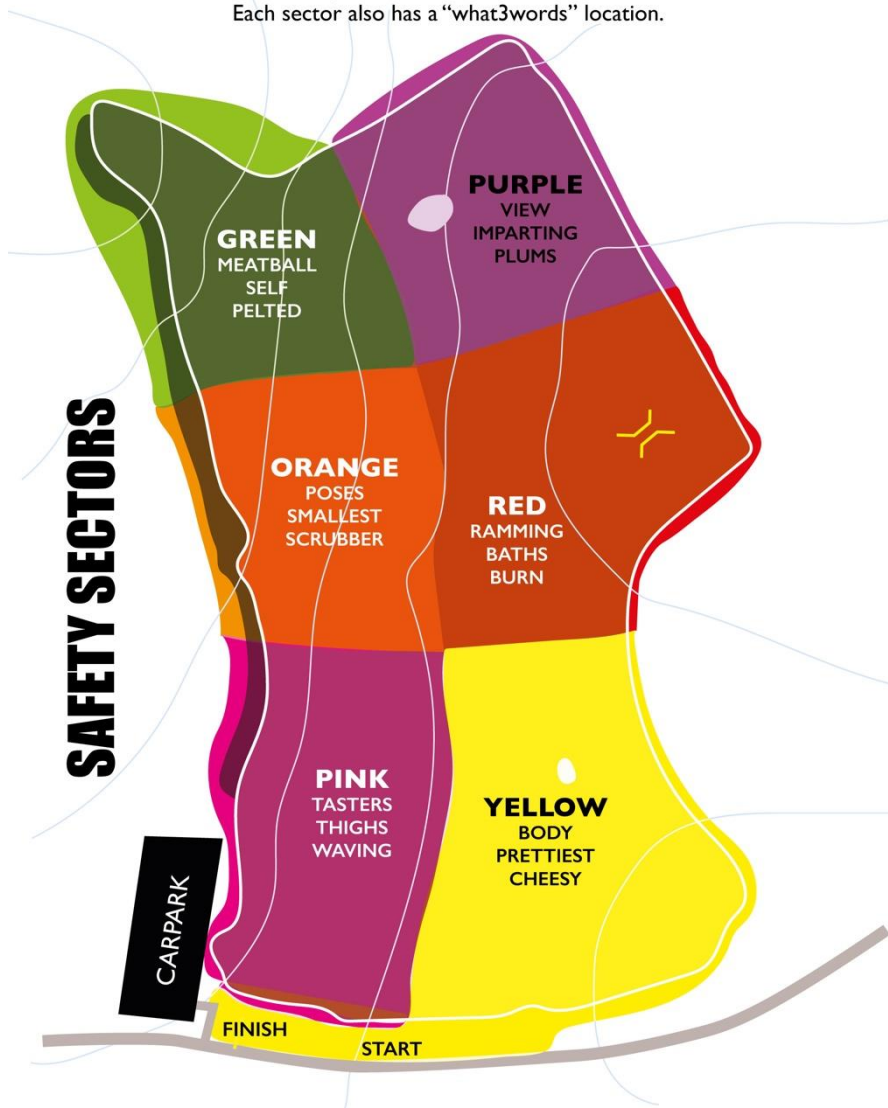 Each sector also has a “what3words” location.
PURPLE
VIEW
IMPARTING
PLUMS
GREEN
MEATBALL
SELF
PELTED
SAFETY SECTORS
ORANGE
POSES
SMALLEST
SCRUBBER
RED
RAMMING
BATHS
BURN
PINK
TASTERS
THIGHS
WAVING
YELLOW
BODY
PRETTIEST
CHEESY
CARPARK
FINISH
START